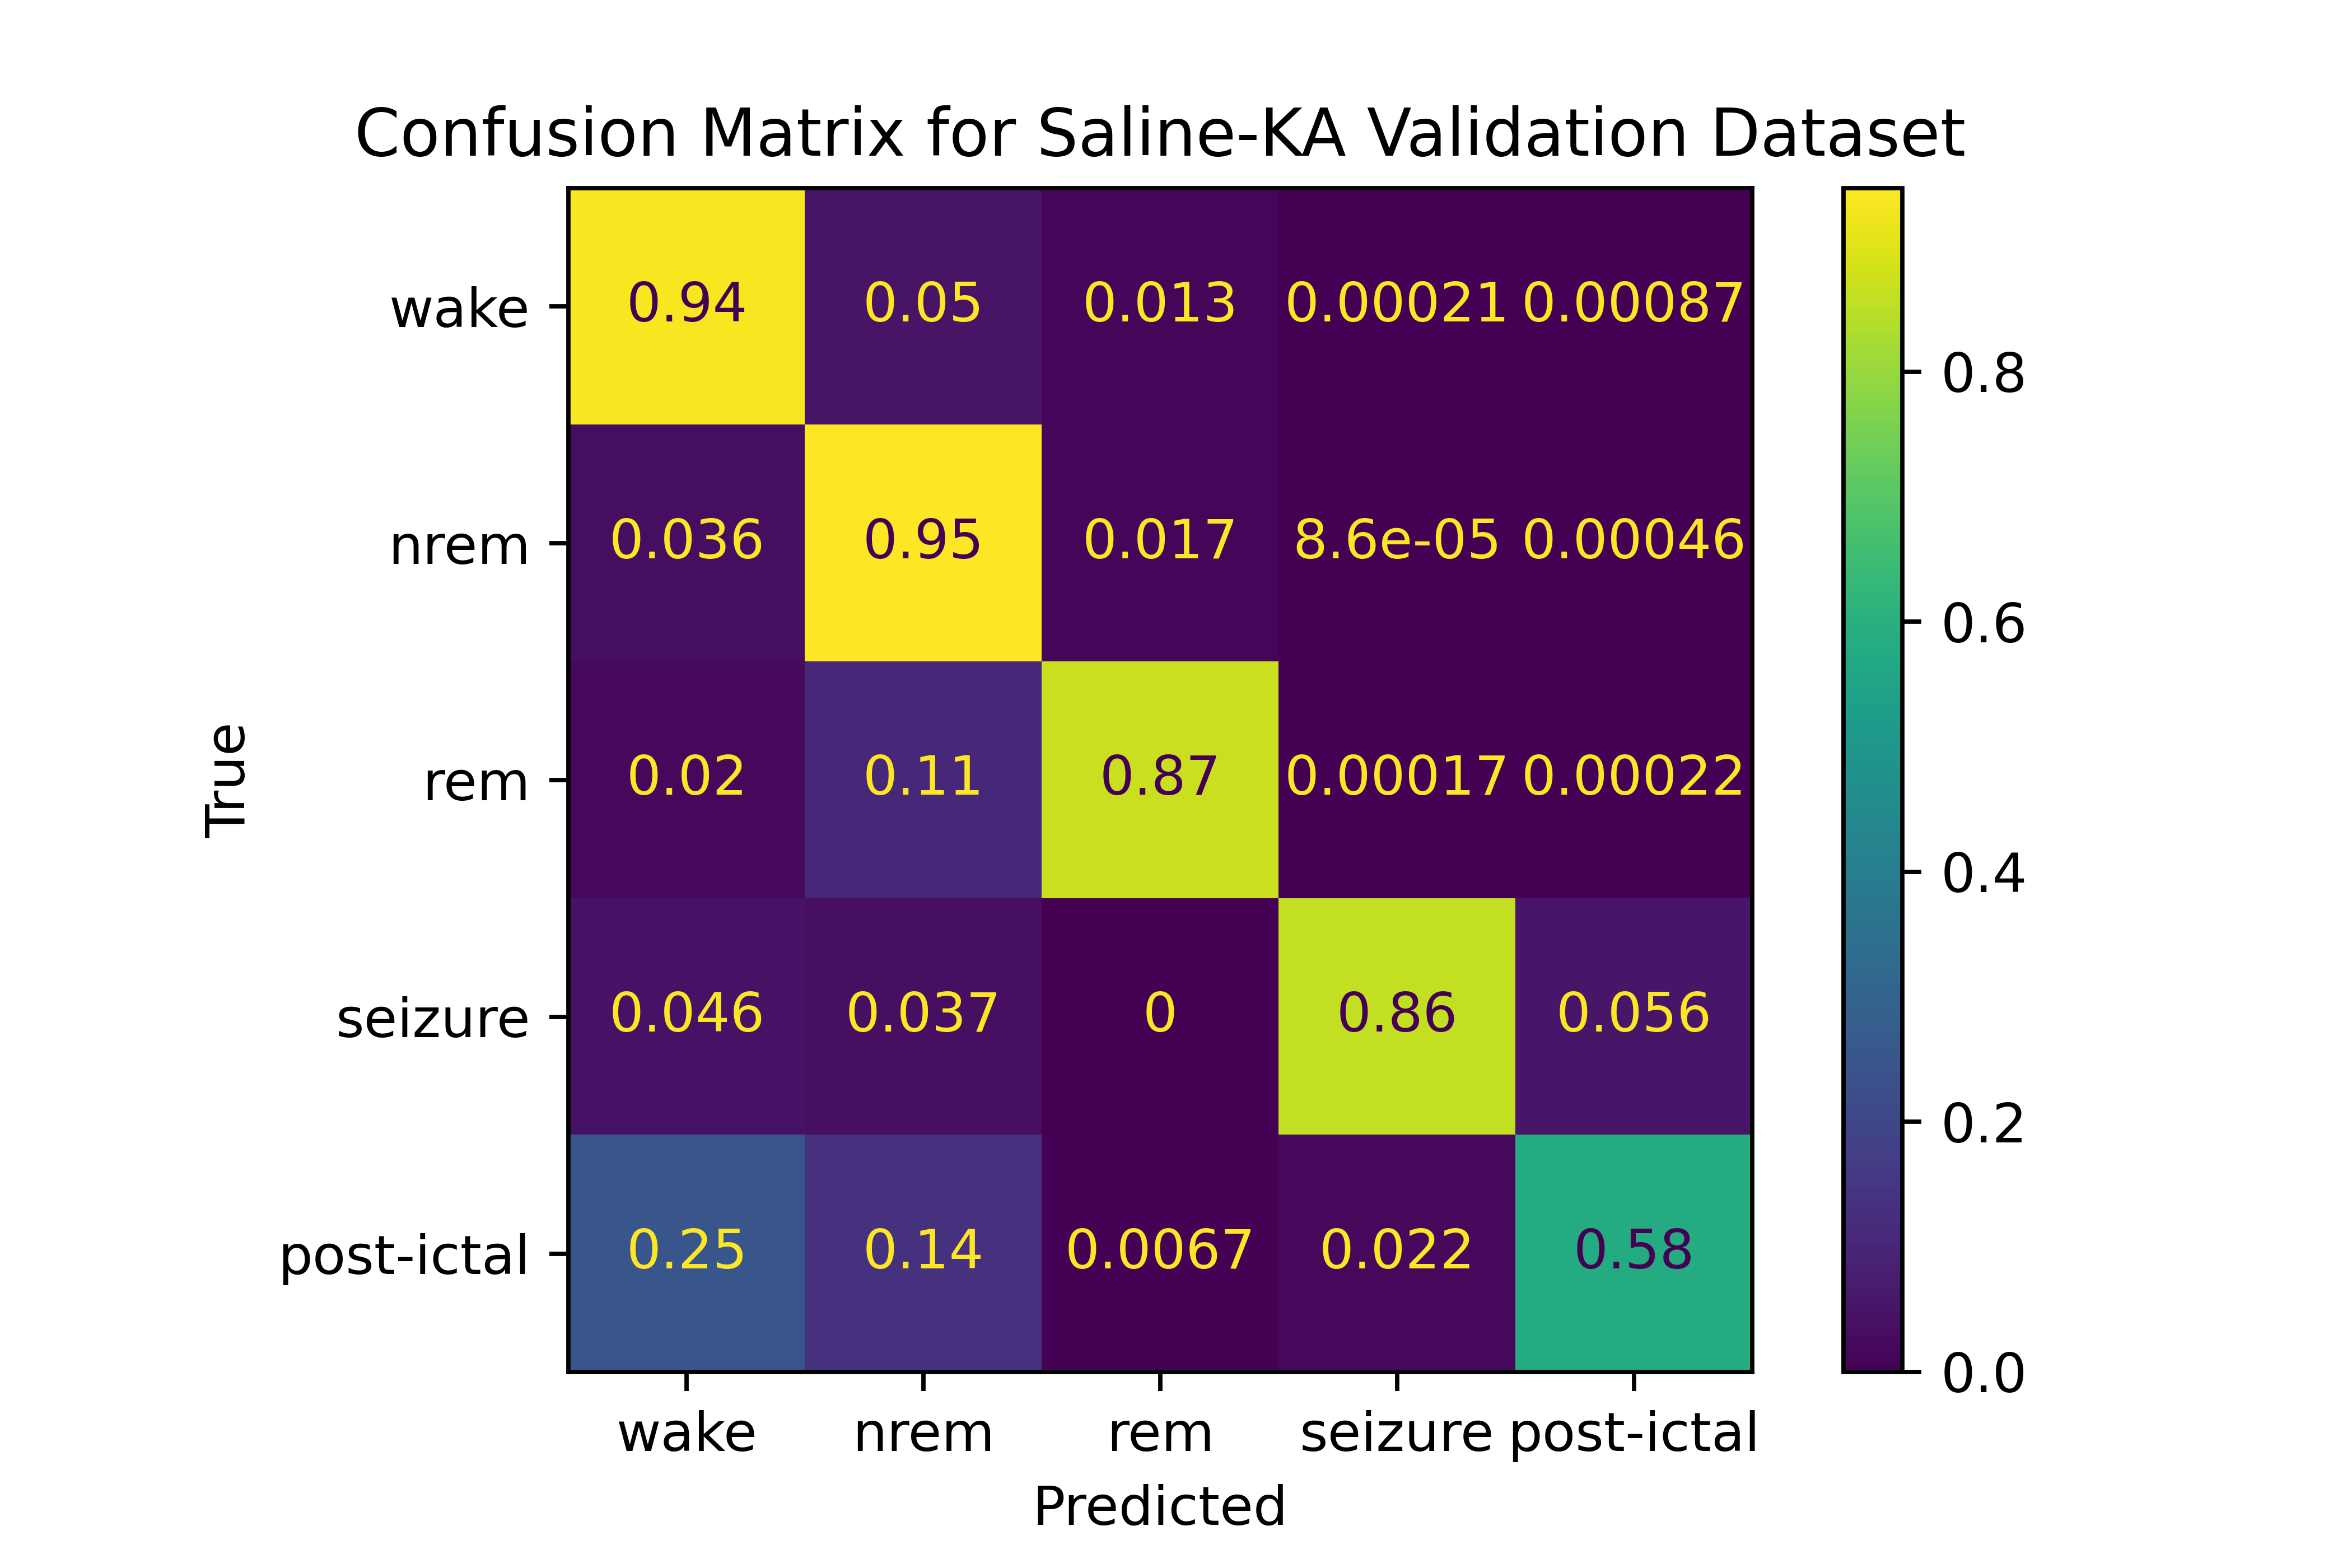 Confusion Matrix for Saline-KA Validation Dataset
True
wake 0.94 0.05 0.013 0.00021 0.00087
nrem 0.036 0.95 0.017 8.6e-05 0.00046
rem 0.02 0.11 0.87 0.00017 0.00022
seizure 0.046 0.037 0 0.86 0.056
post-ictal 0.25 0.14 0.0067 0.022 0.58
wake nrem rem seizure post-ictal
Predicted
0.8
0.6
0.4
0.2
0.0